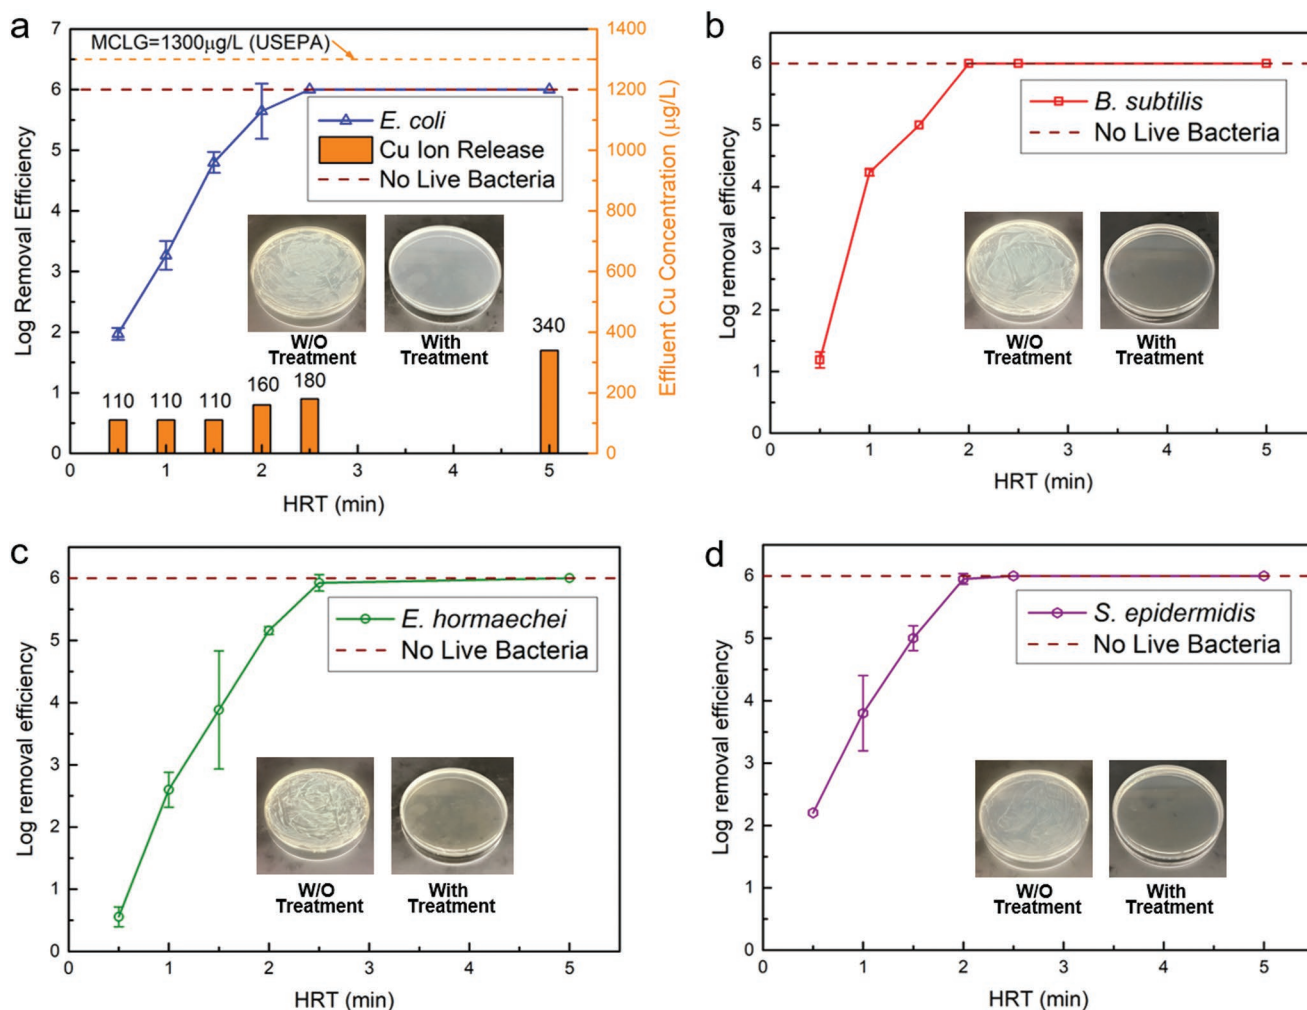 a
MCLG=1300μg/L (USEPA)
E. coli
Cu Ion Release
No Live Bacteria
Log Removal Efficiency
7
6
5
4
3
2
1
0
Effluent Cu Concentration (μg/L)
1400
1200
1000
800
600
400
200
0
W/O
Treatment
With
Treatment
110
110
110
160
180
340
0
1
2
3
4
5
HRT (min)
b
B. subtilis
No Live Bacteria
Log removal efficiency
6
5
4
3
2
1
0
W/O
Treatment
With
Treatment
0
1
2
3
4
5
HRT (min)
c
E. hormaechei
No Live Bacteria
Log removal efficiency
6
5
4
3
2
1
0
W/O
Treatment
With
Treatment
0
1
2
3
4
5
HRT (min)
d
S. epidermidis
No Live Bacteria
Log removal efficiency
6
5
4
3
2
1
0
W/O
Treatment
With
Treatment
0
1
2
3
4
5
HRT (min)